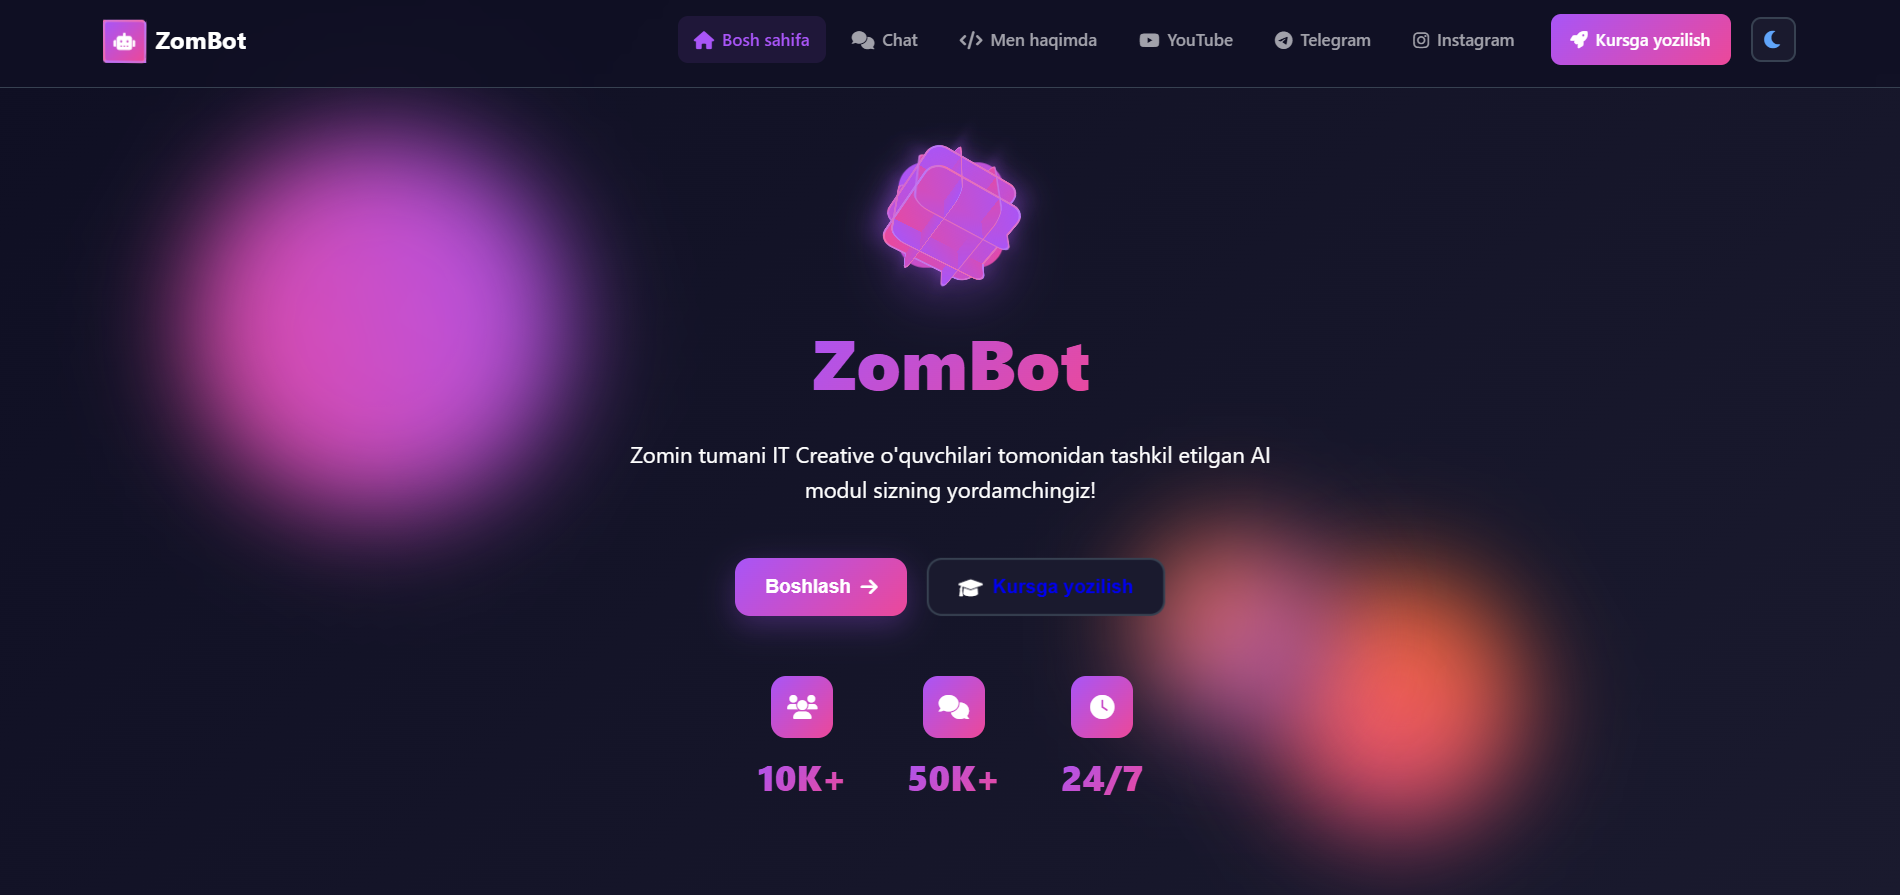 ZomBot
Bosh sahifa
Chat
Men haqimda
YouTube
Telegram
Instagram
Kursga yozilish
ZomBot
Zomin tumani IT Creative o'quvchilari tomonidan tashkil etilgan AI
modul sizning yordamchingiz!
Boshlash
Kursga yozilish
10K+
50K+
24/7